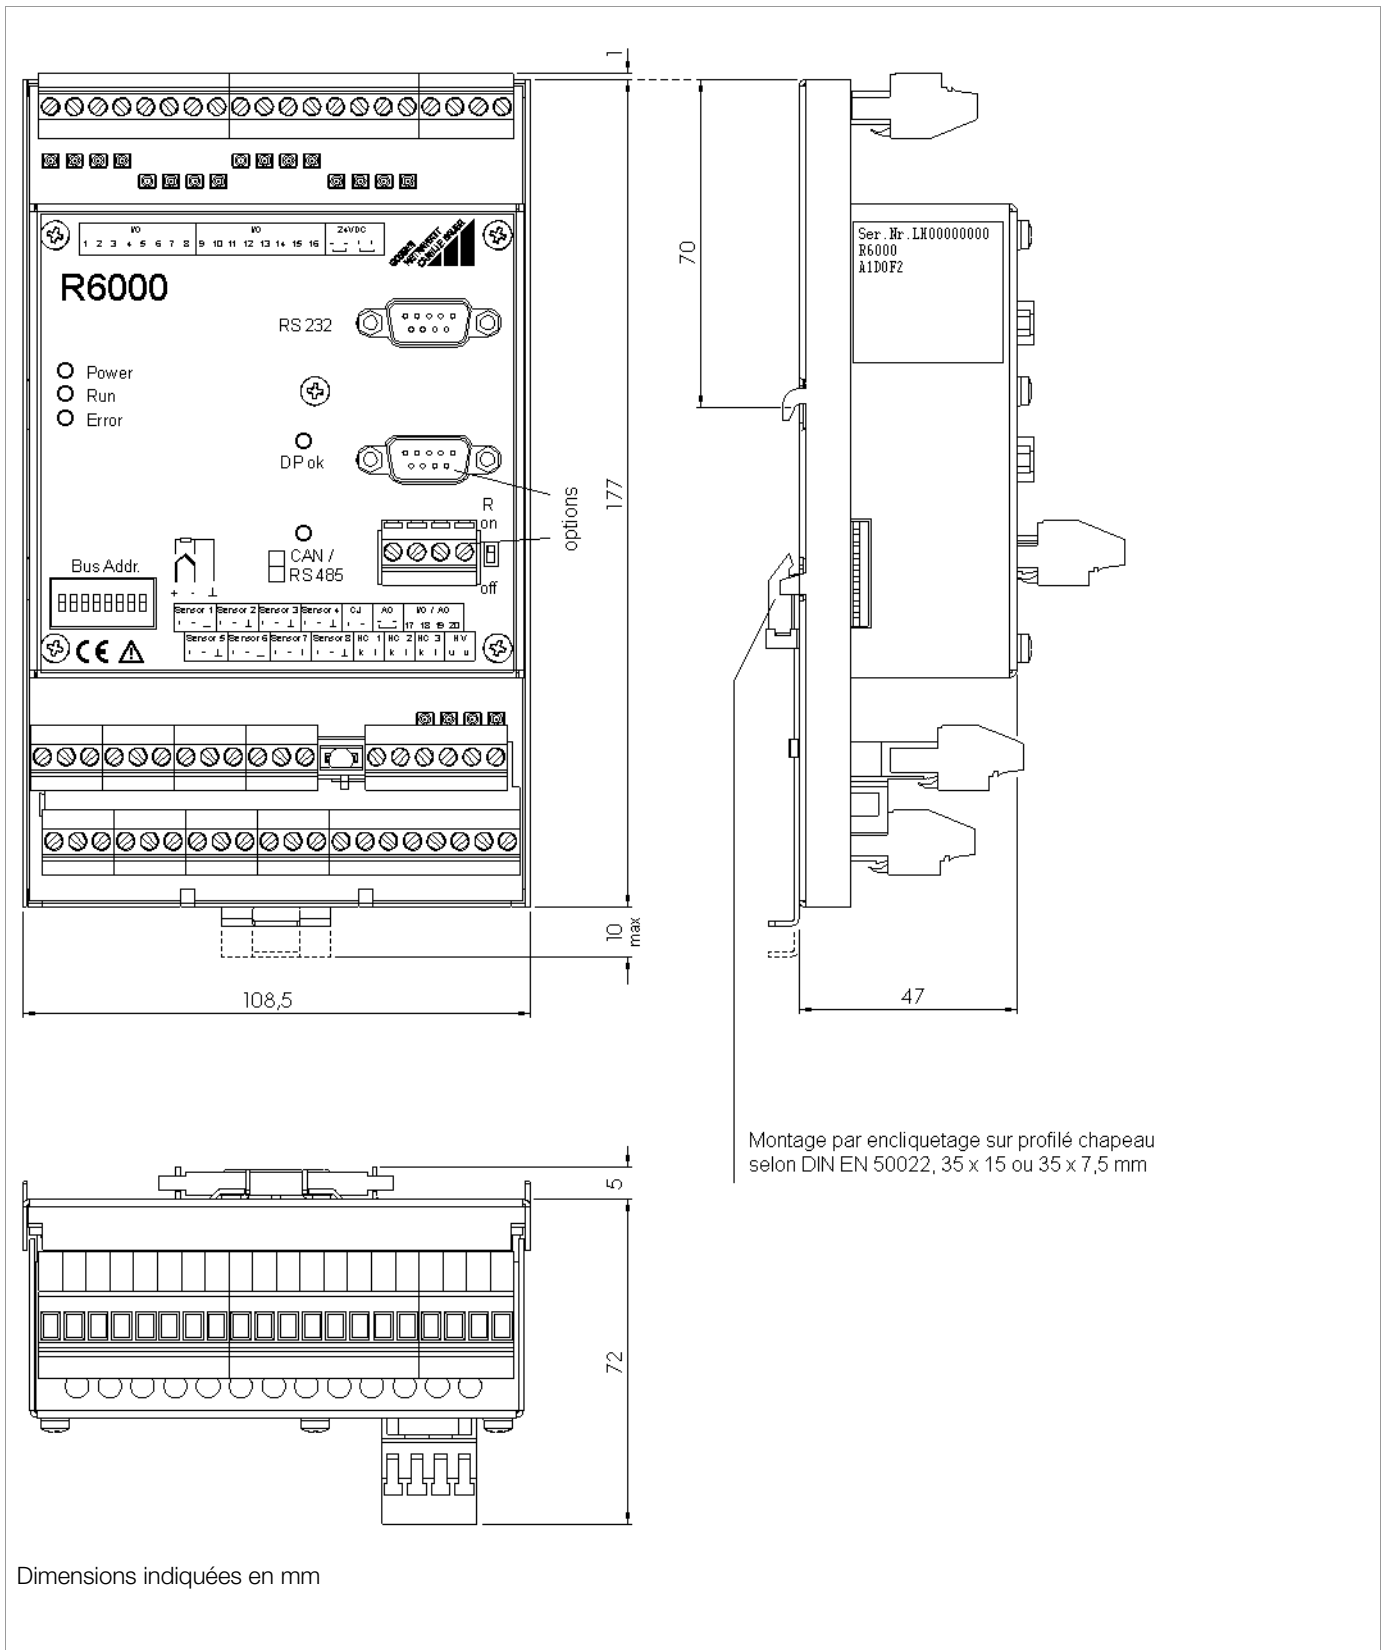 1
I/O I/O 24VDC
1 2 3 4 5 6 7 8 9 10 11 12 13 14 15 16
GOSSEN
METRAWATT
CAMILLE BAUER
R6000
RS 232
Power
Run
Error
DP ok
options
R
on
off
CAN /
RS 485
Bus Addr.
+ - ⊥
Sensor 1 Sensor 2 Sensor 3 Sensor 4 CJ AO I/O / AO
17 18 19 20
Sensor 5 Sensor 6 Sensor 7 Sensor 8 HC 1 HC 2 HC 3 HV
k l k l k l u u
CE
177
10
max
108,5
70
Ser.Nr.LH00000000
R6000
A1D0F2
47
Montage par encliquetage sur profilé chapeau
selon DIN EN 50022, 35 x 15 ou 35 x 7,5 mm
5
72
Dimensions indiquées en mm